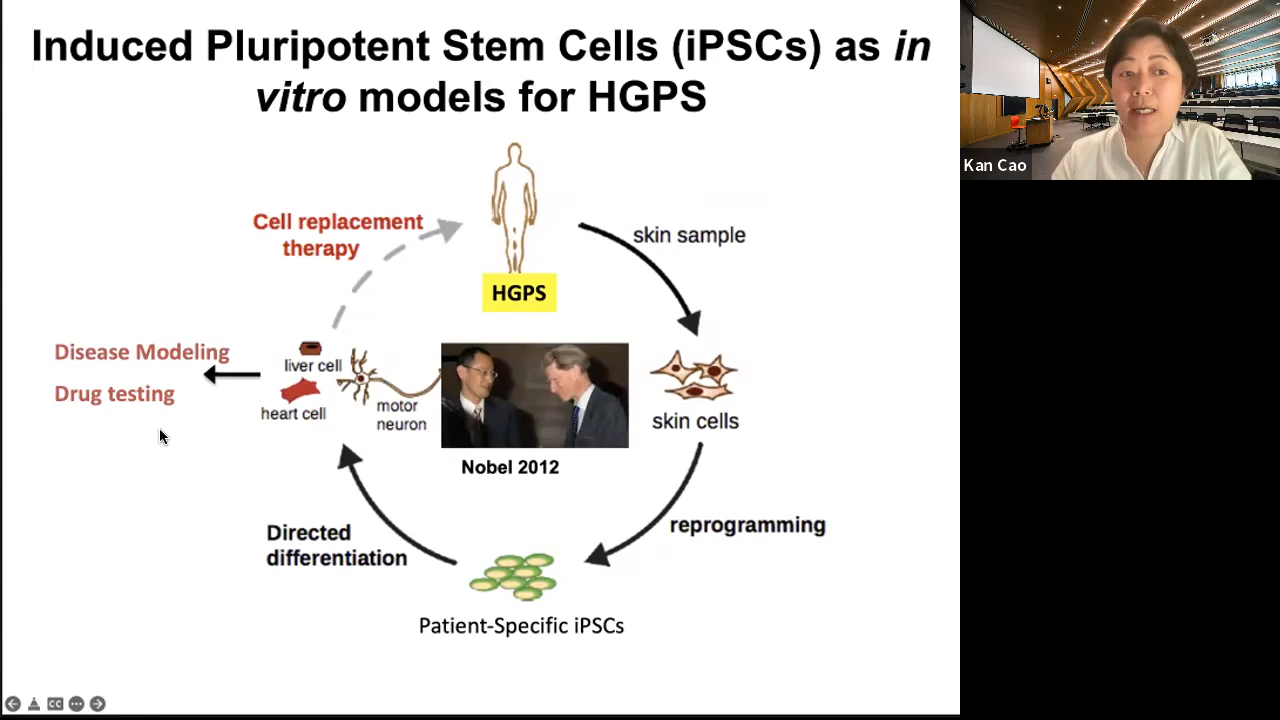 Induced Pluripotent Stem Cells (iPSCs) as in
vitro models for HGPS
Kan Cao
Cell replacement
therapy
skin sample
HGPS
Disease Modeling
Drug testing
liver cell
heart cell
motor
neuron
skin cells
Nobel 2012
Directed
differentiation
reprogramming
Patient-Specific iPSCs
CC